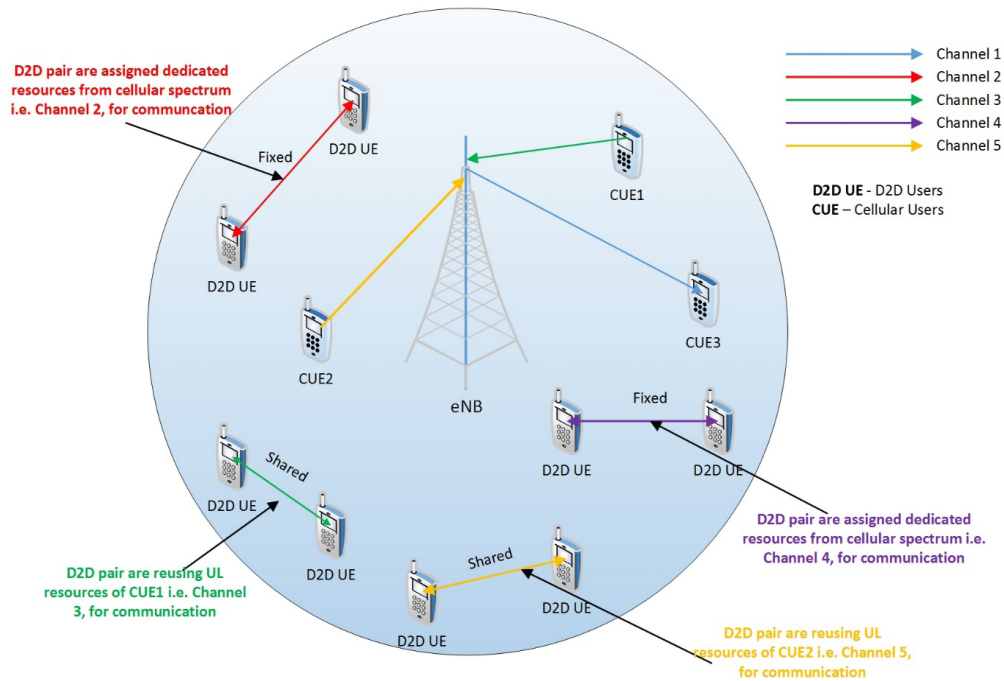 D2D pair are assigned dedicated
resources from cellular spectrum
i.e. Channel 2, for communcation
Channel 1
Channel 2
Channel 3
Channel 4
Channel 5
D2D UE - D2D Users
CUE – Cellular Users
D2D UE
Fixed
D2D UE
CUE1
CUE2
CUE3
eNB
Fixed
D2D UE
D2D UE
Shared
D2D UE
D2D UE
Shared
D2D UE
D2D UE
D2D pair are assigned dedicated
resources from cellular spectrum i.e.
Channel 4, for communication
D2D pair are reusing UL
resources of CUE1 i.e. Channel
3, for communication
D2D pair are reusing UL
resources of CUE2 i.e. Channel 5,
for communication